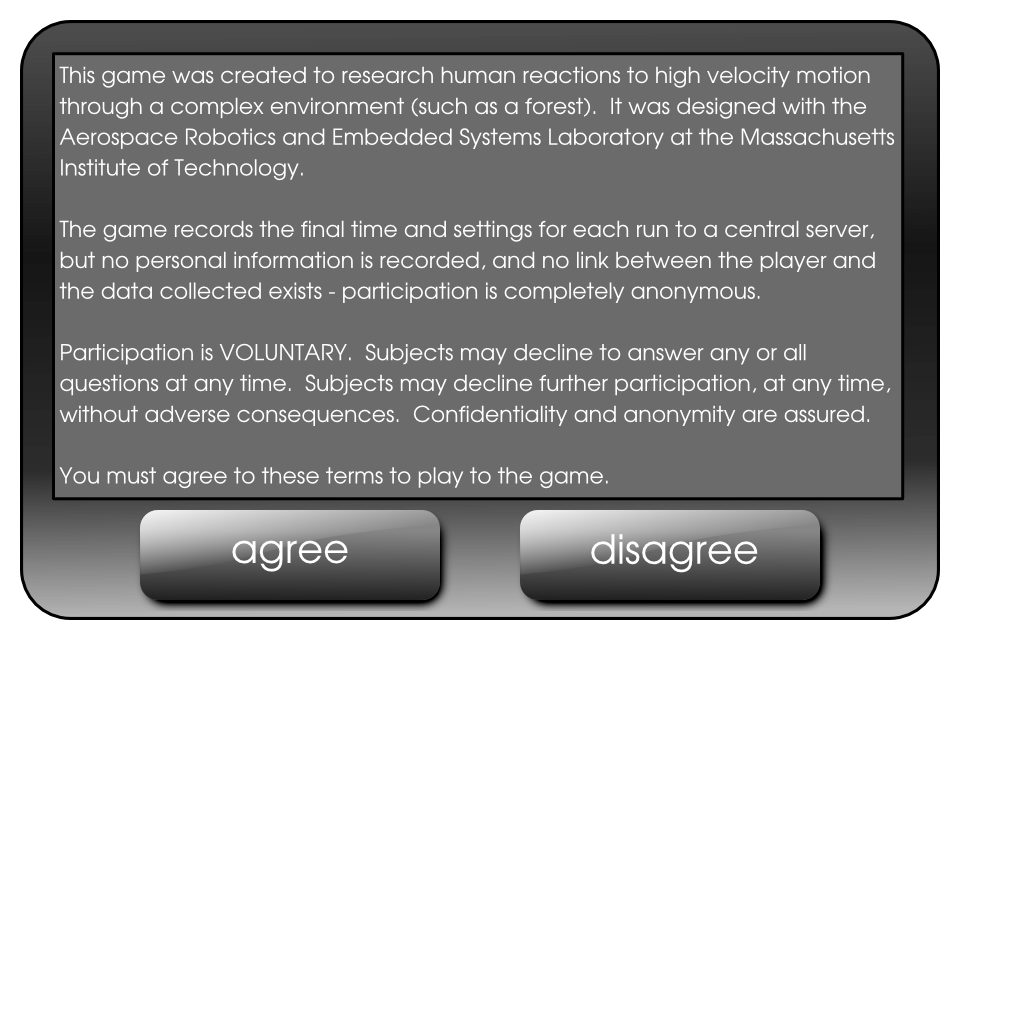 This game was created to research human reactions to high velocity motion
through a complex environment (such as a forest).  It was designed with the
Aerospace Robotics and Embedded Systems Laboratory at the Massachusetts
Institute of Technology.
The game records the final time and settings for each run to a central server,
but no personal information is recorded, and no link between the player and
the data collected exists - participation is completely anonymous.
Participation is VOLUNTARY.  Subjects may decline to answer any or all
questions at any time.  Subjects may decline further participation, at any time,
without adverse consequences.  Confidentiality and anonymity are assured.
You must agree to these terms to play to the game.
agree
disagree